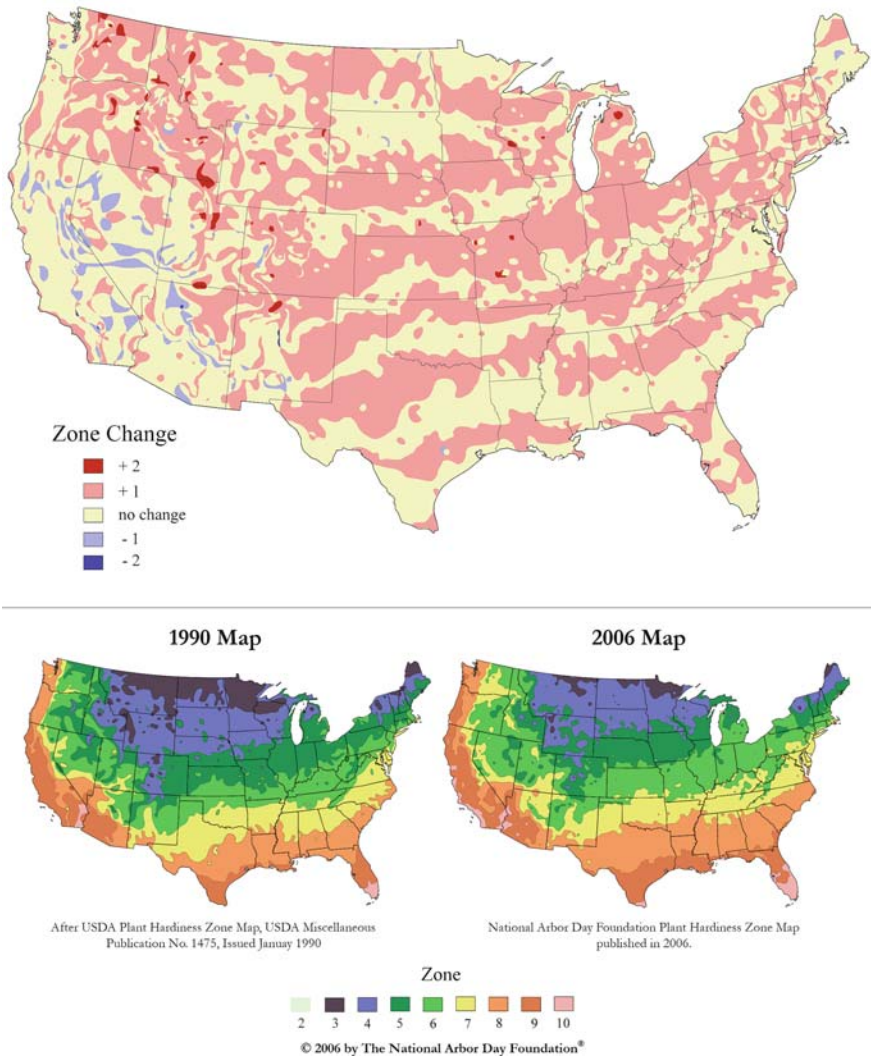 Zone Change
+ 2
+ 1
no change
- 1
- 2
1990 Map
2006 Map
After USDA Plant Hardiness Zone Map, USDA Miscellaneous
Publication No. 1475, Issued Januay 1990
National Arbor Day Foundation Plant Hardiness Zone Map
published in 2006.
Zone
2 3 4 5 6 7 8 9 10
© 2006 by The National Arbor Day Foundation®